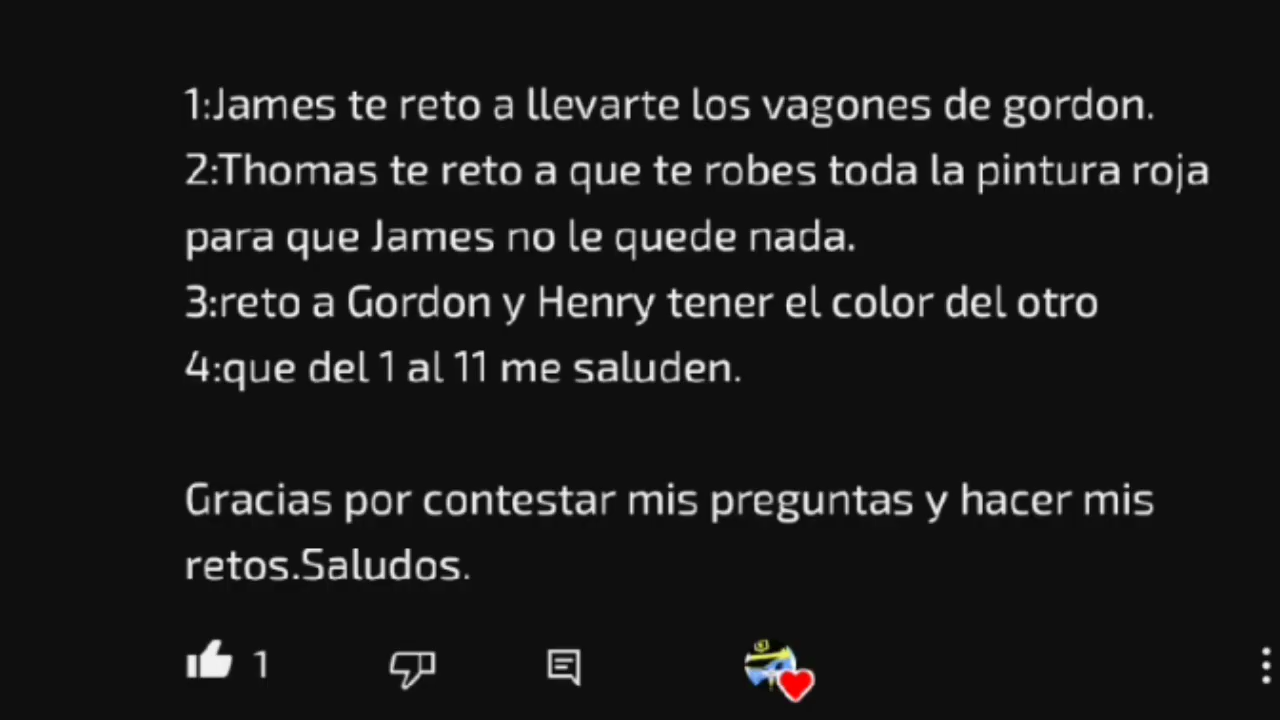 1:James te reto a llevarte los vagones de gordon.
2:Thomas te reto a que te robes toda la pintura roja
para que James no le quede nada.
3:reto a Gordon y Henry tener el color del otro
4:que del 1 al 11 me saluden.
Gracias por contestar mis preguntas y hacer mis
retos.Saludos.
1